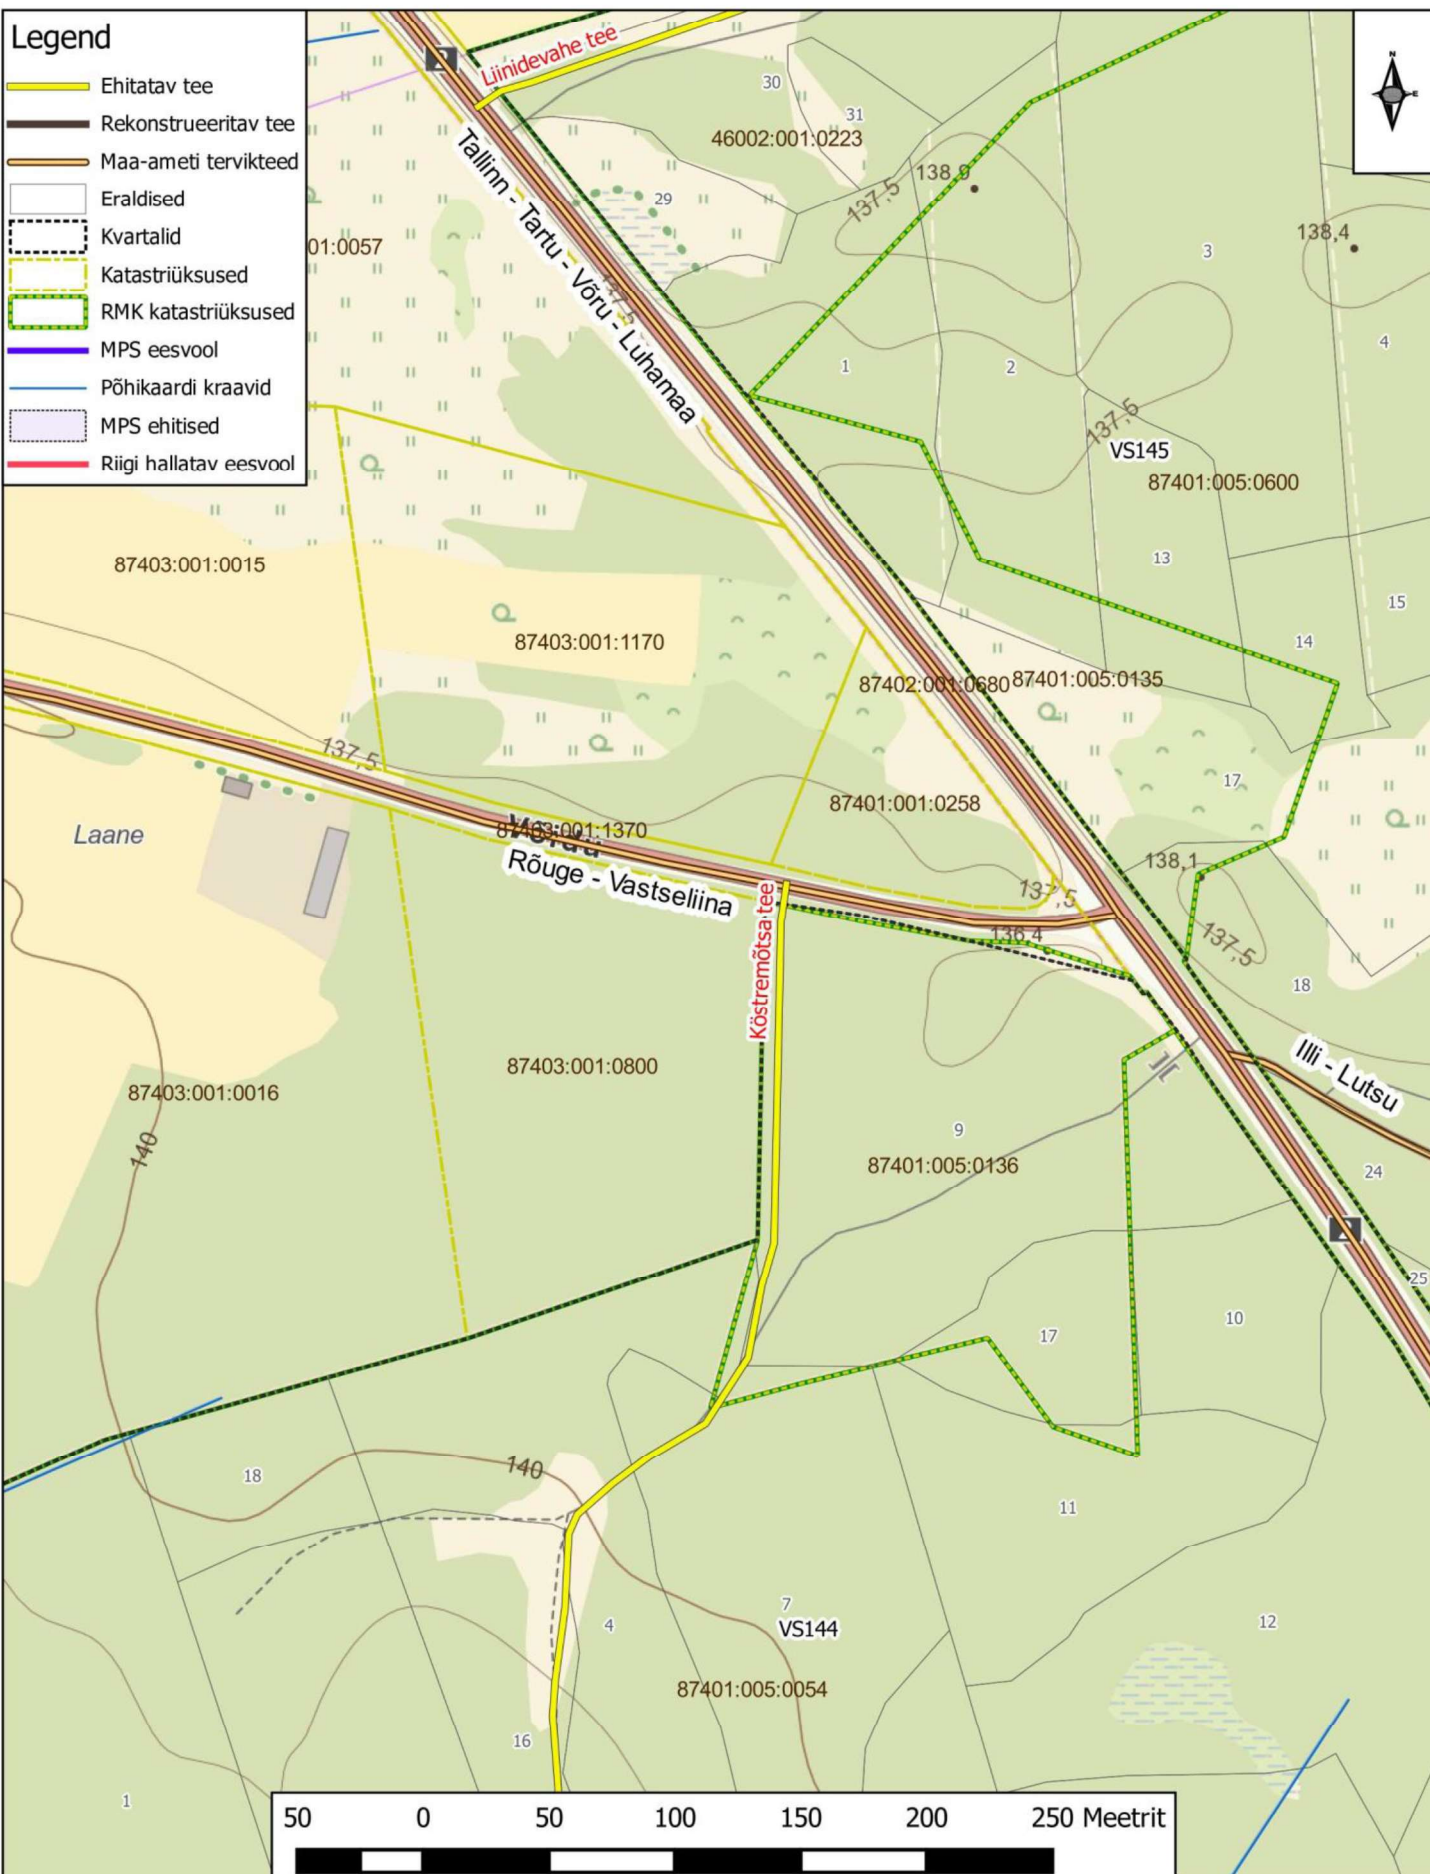 Legend
Ehitatav tee
Rekonstrueeritav tee
Maa-ameti tervikteed
Eraldised
Kvartalid
Katastriüksused
RMK katastriüksused
MPS eesvool
Põhikaardi kraavid
MPS ehitised
Riigi hallatav eesvool
N
E
2
Liinidevahe tee
30
31
46002:001:0223
138,9
137,5
29
01:0057
Tallinn - Tartu - Võru - Luhamaa
137,5
3
138,4
4
1
2
137,5
VS145
87401:005:0600
87403:001:0015
13
15
14
87403:001:1170
87402:001:0680
87401:005:0135
137,5
17
87401:001:0258
Laane
87403:001:1370
138,1
Rõuge - Vastseliina
137,5
Köstremõtsa tee
136,4
137,5
18
87403:001:0800
Illi - Lutsu
87403:001:0016
9
140
87401:005:0136
24
2
25
10
17
140
18
11
7
4
VS144
12
87401:005:0054
16
1
50 0 50 100 150 200 250 Meetrit